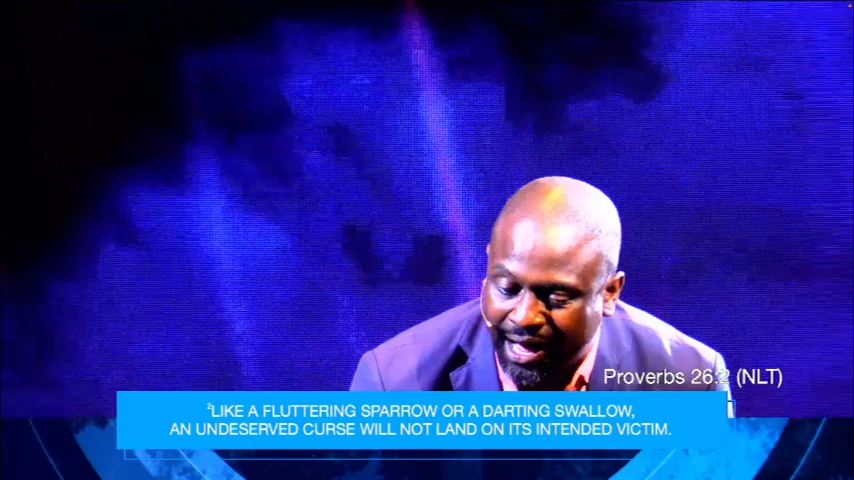 Proverbs 26:2 (NLT)
²LIKE A FLUTTERING SPARROW OR A DARTING SWALLOW,
AN UNDESERVED CURSE WILL NOT LAND ON ITS INTENDED VICTIM.